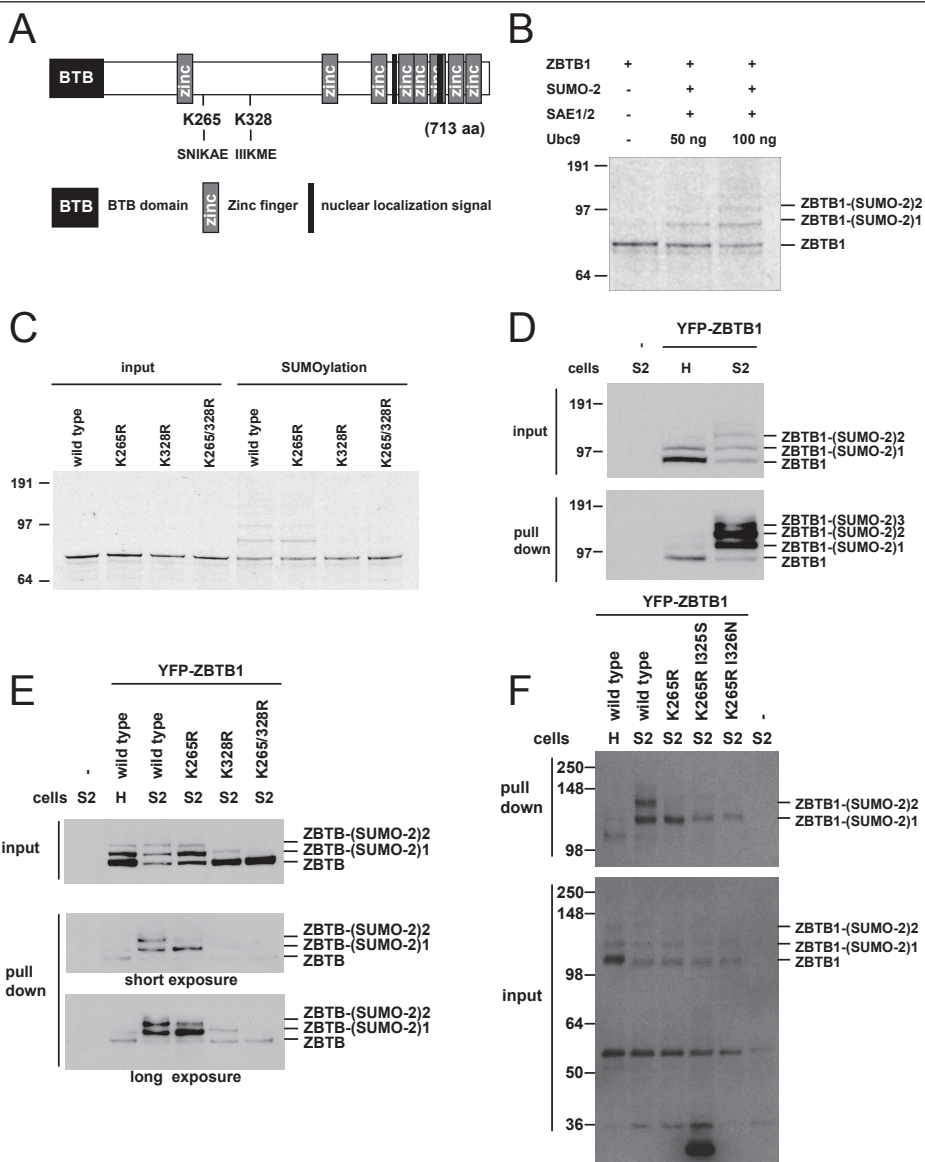 A
BTB
zinc
zinc
zinc
zinc
zinc
zinc
zinc
zinc
K265
K328
(713 aa)
SNIKAE
IIIKME
BTB
BTB domain
zinc
Zinc finger
nuclear localization signal
B
ZBTB1 + + +
SUMO-2 - + +
SAE1/2 - + +
Ubc9 - 50 ng 100 ng
191
97
64
ZBTB1-(SUMO-2)2
ZBTB1-(SUMO-2)1
ZBTB1
C
input
SUMOylation
wild type
K265R
K328R
K265/328R
wild type
K265R
K328R
K265/328R
191
97
64
D
YFP-ZBTB1
-
cells S2 H S2
input
191
97
ZBTB1-(SUMO-2)2
ZBTB1-(SUMO-2)1
ZBTB1
pull down
191
97
ZBTB1-(SUMO-2)3
ZBTB1-(SUMO-2)2
ZBTB1-(SUMO-2)1
ZBTB1
E
YFP-ZBTB1
-
wild type
wild type
K265R
K328R
K265/328R
cells S2 H S2 S2 S2 S2
input
ZBTB-(SUMO-2)2
ZBTB-(SUMO-2)1
ZBTB
pull down
ZBTB-(SUMO-2)2
ZBTB-(SUMO-2)1
ZBTB
short exposure
ZBTB-(SUMO-2)2
ZBTB-(SUMO-2)1
ZBTB
long exposure
F
YFP-ZBTB1
wild type
wild type
K265R
K265R I325S
K265R I326N
-
cells H S2 S2 S2 S2 S2
pull down
250
148
98
ZBTB1-(SUMO-2)2
ZBTB1-(SUMO-2)1
input
250
148
98
64
50
36
ZBTB1-(SUMO-2)2
ZBTB1-(SUMO-2)1
ZBTB1